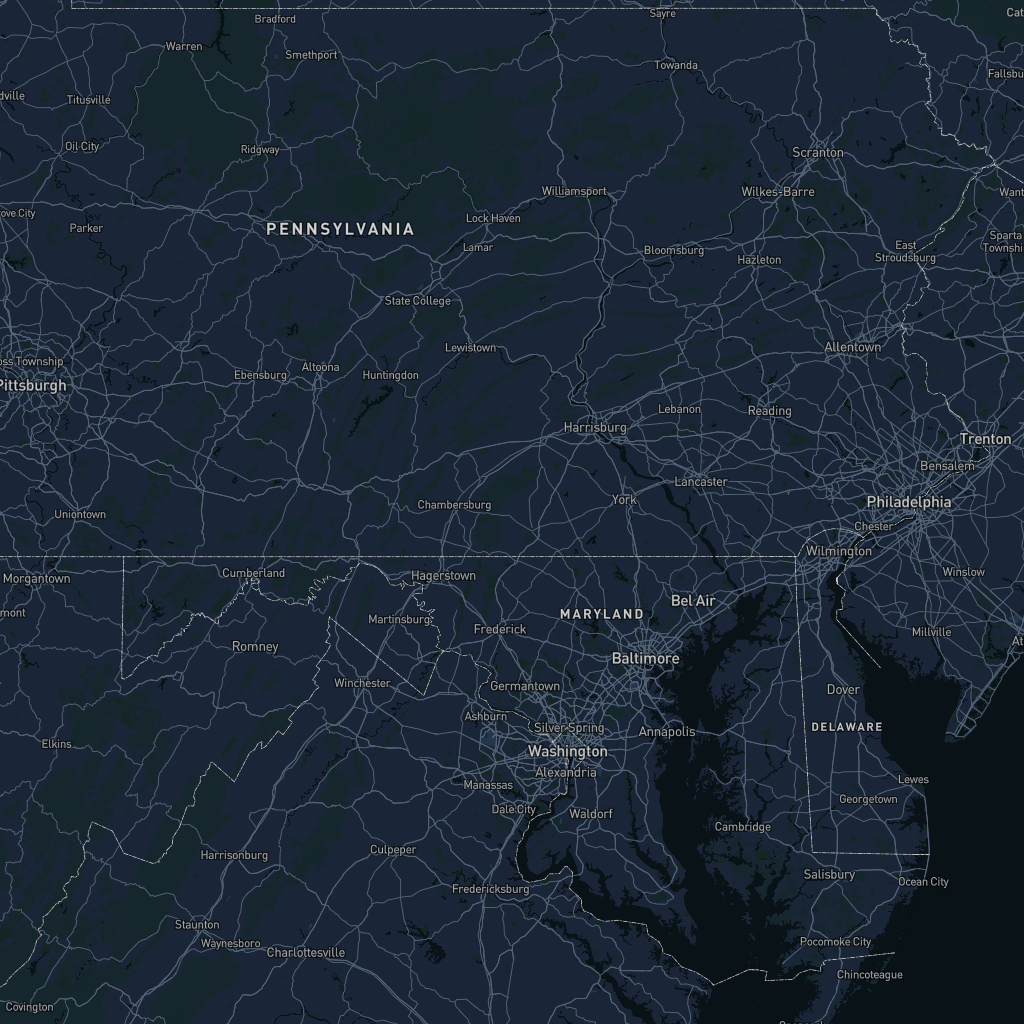 Sayre
Bradford
Cat
Warren
Smethport
Towanda
Fallsbu
dville
Titusville
Oil City
Ridgway
Scranton
Williamsport
Wilkes-Barre
Want
ove City
Parker
PENNSYLVANIA
Lock Haven
Lamar
Bloomsburg
Hazleton
East
Stroudsburg
Sparta
Townshi
State College
Lewistown
Allentown
oss Township
Pittsburgh
Ebensburg
Altoona
Huntingdon
Lebanon
Reading
Harrisburg
Trenton
Bensalem
Lancaster
Philadelphia
Chambersburg
York
Uniontown
Chester
Wilmington
Morgantown
Cumberland
Hagerstown
Winslow
mont
Martinsburg
MARYLAND
Bel Air
Frederick
Millville
At
Romney
Baltimore
Winchester
Germantown
Dover
Ashburn
Silver Spring
Annapolis
DELAWARE
Elkins
Washington
Alexandria
Manassas
Lewes
Dale City
Waldorf
Georgetown
Cambridge
Harrisonburg
Culpeper
Fredericksburg
Salisbury
Ocean City
Staunton
Waynesboro
Charlottesville
Pocomoke City
Chincoteague
Covington